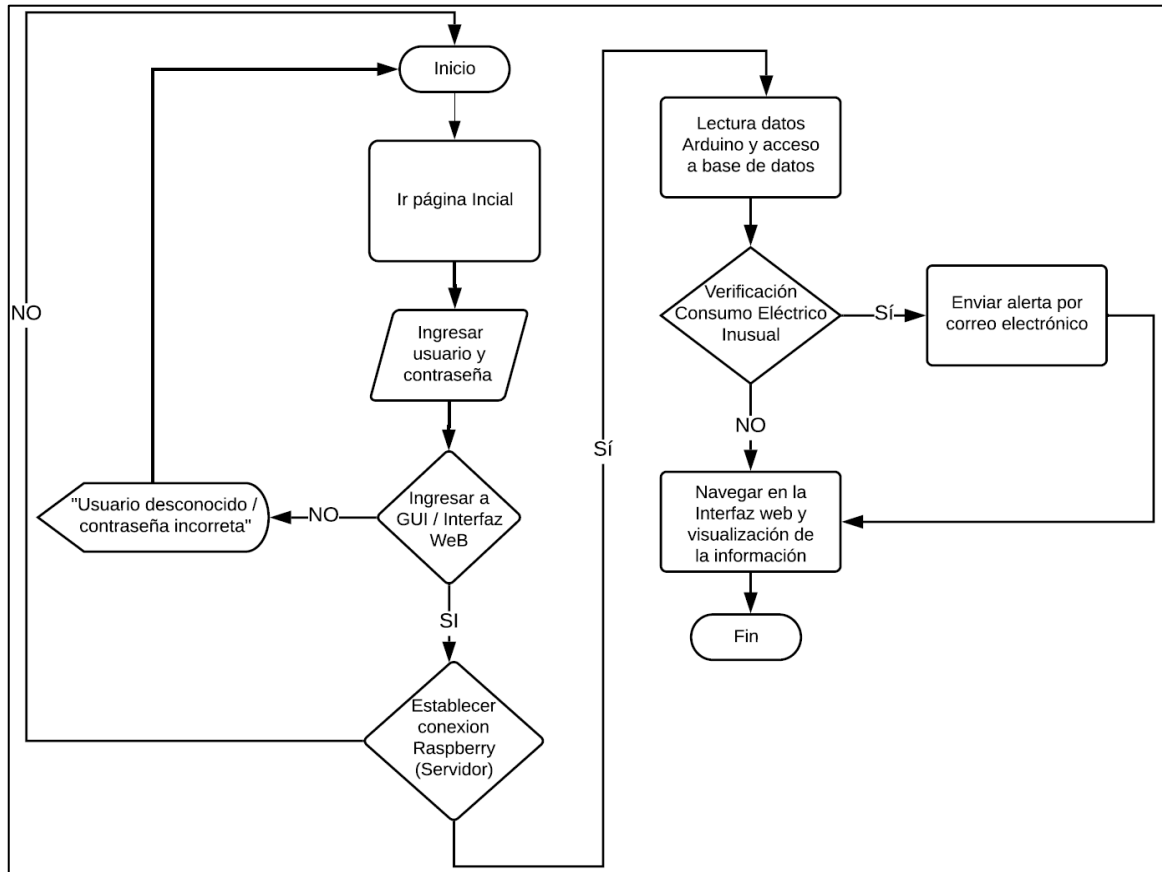 Inicio
Ir página Incial
Ingresar
usuario y
contraseña
Ingresar a
GUI / Interfaz
WeB
NO
"Usuario desconocido /
contraseña incorreta"
SI
Establecer
conexion
Raspberry
(Servidor)
NO
Sí
Lectura datos
Arduino y acceso
a base de datos
Verificación
Consumo Eléctrico
Inusual
Sí
Enviar alerta por
correo electrónico
NO
Navegar en la
Interfaz web y
visualización de
la información
Fin